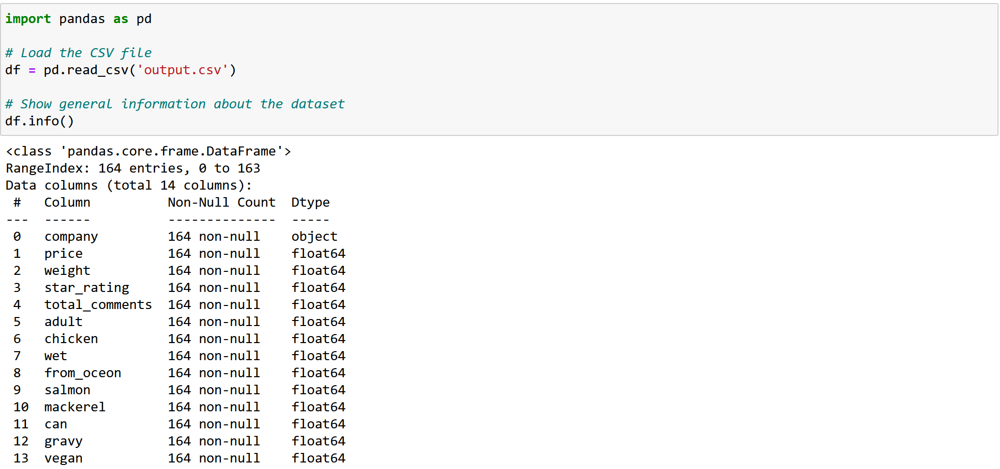 import pandas as pd
# Load the CSV file
df = pd.read_csv('output.csv')
# Show general information about the dataset
df.info()
<class 'pandas.core.frame.DataFrame'>
RangeIndex: 164 entries, 0 to 163
Data columns (total 14 columns):
 #   Column          Non-Null Count  Dtype
---  ------          --------------  -----
 0   company         164 non-null    object
 1   price           164 non-null    float64
 2   weight          164 non-null    float64
 3   star_rating     164 non-null    float64
 4   total_comments  164 non-null    float64
 5   adult           164 non-null    float64
 6   chicken         164 non-null    float64
 7   wet             164 non-null    float64
 8   from_oceon      164 non-null    float64
 9   salmon          164 non-null    float64
 10  mackerel        164 non-null    float64
 11  can             164 non-null    float64
 12  gravy           164 non-null    float64
 13  vegan           164 non-null    float64